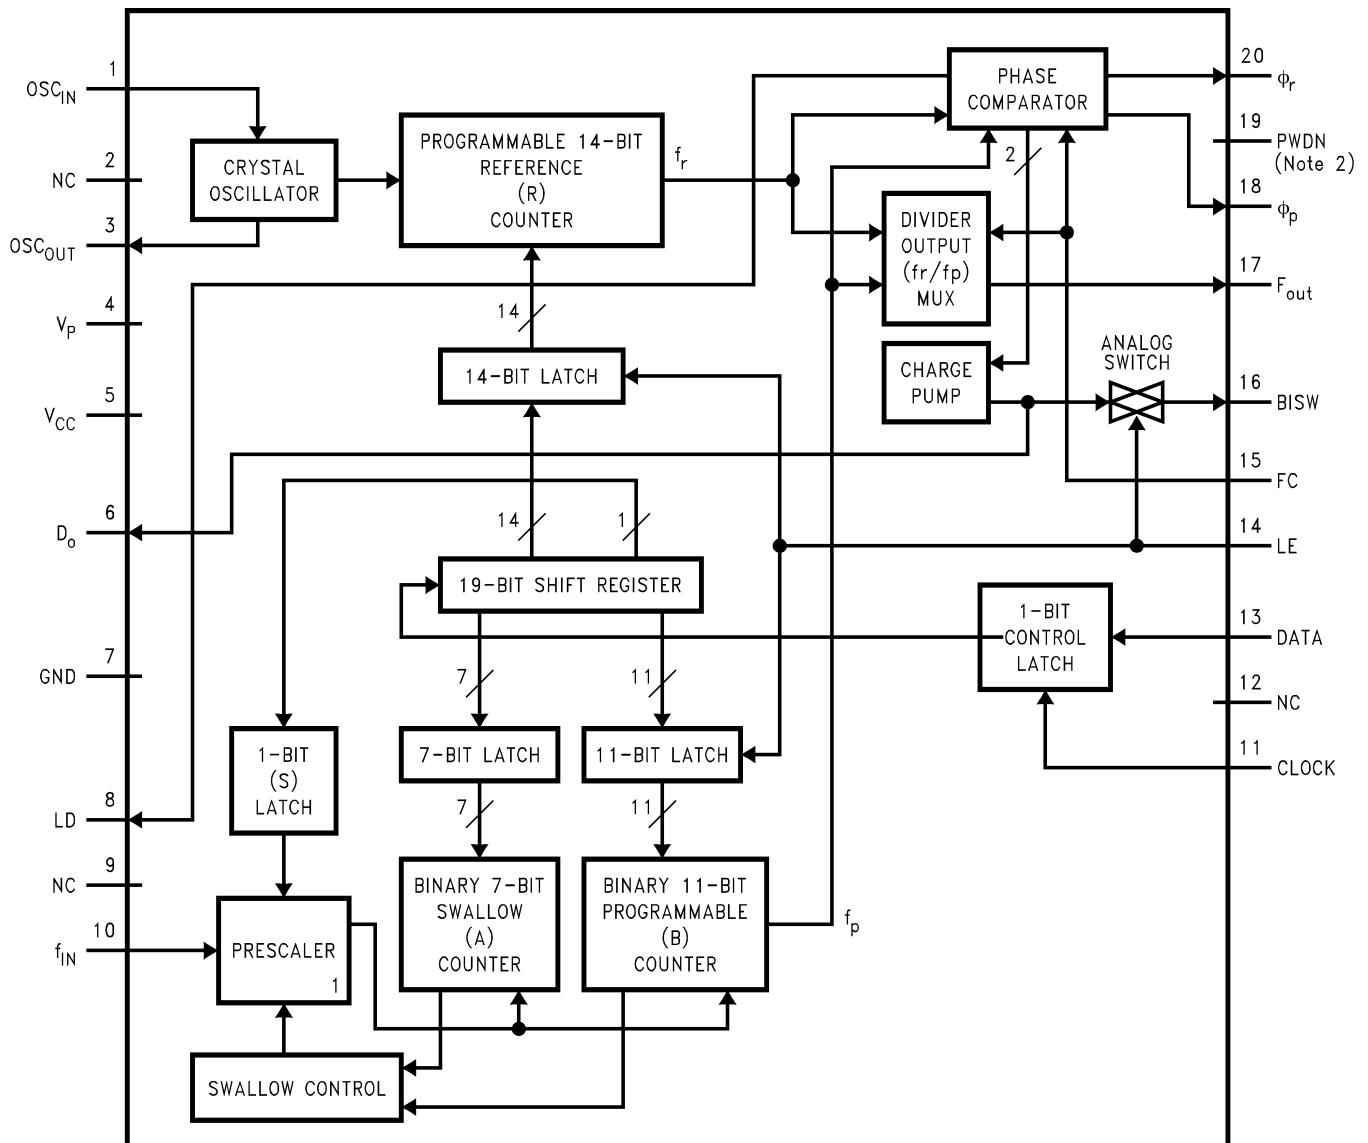 1
OSC_IN
2
NC
3
OSC_OUT
4
V_P
5
V_CC
6
D_o
7
GND
8
LD
9
NC
10
f_IN
CRYSTAL
OSCILLATOR
PROGRAMMABLE 14-BIT
REFERENCE
(R)
COUNTER
f_r
14
14-BIT LATCH
14
1
19-BIT SHIFT REGISTER
7
11
1-BIT
(S)
LATCH
7-BIT LATCH
11-BIT LATCH
7
11
PRESCALER
1
BINARY 7-BIT
SWALLOW
(A)
COUNTER
BINARY 11-BIT
PROGRAMMABLE
(B)
COUNTER
f_p
SWALLOW CONTROL
PHASE
COMPARATOR
2
DIVIDER
OUTPUT
(fr/fp)
MUX
CHARGE
PUMP
ANALOG
SWITCH
1-BIT
CONTROL
LATCH
20
ϕ_r
19
PWDN
(Note 2)
18
ϕ_p
17
F_out
16
BISW
15
FC
14
LE
13
DATA
12
NC
11
CLOCK